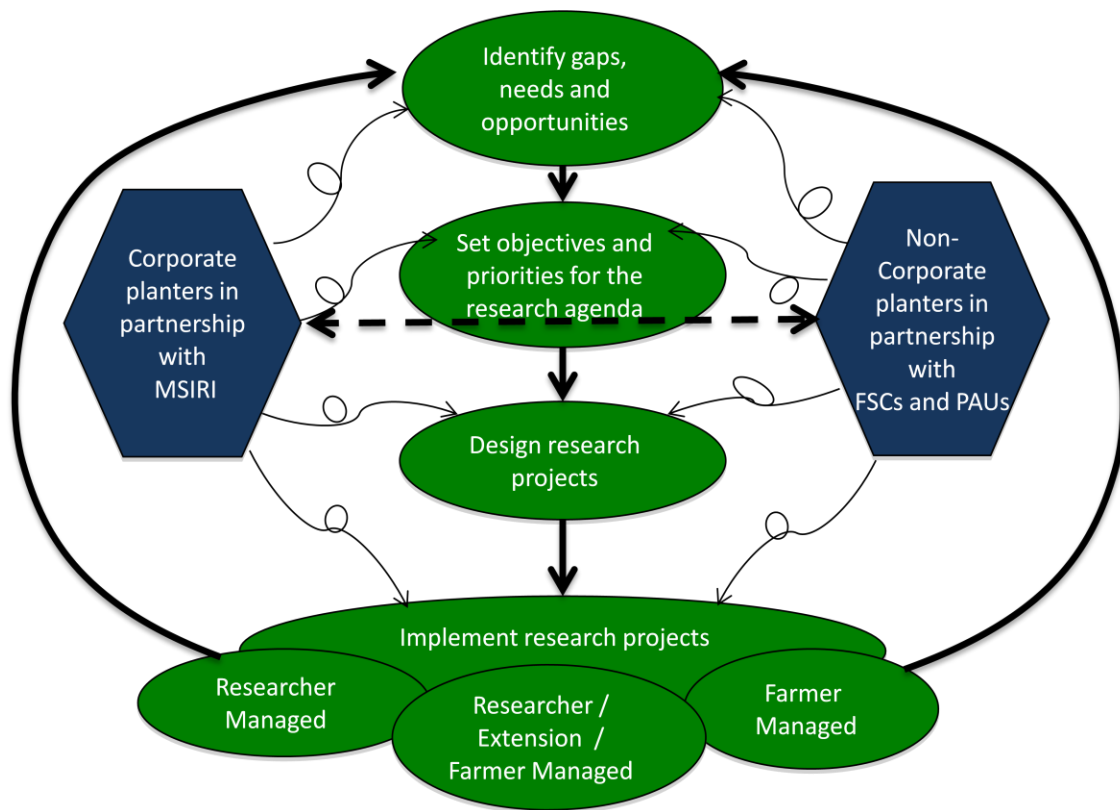 Identify gaps,
needs and
opportunities
Corporate
planters in
partnership
with
MSIRI
Set objectives and
priorities for the
research agenda
Non-
Corporate
planters in
partnership
with
FSCs and PAUs
Design research
projects
Implement research projects
Researcher
Managed
Researcher /
Extension /
Farmer Managed
Farmer
Managed